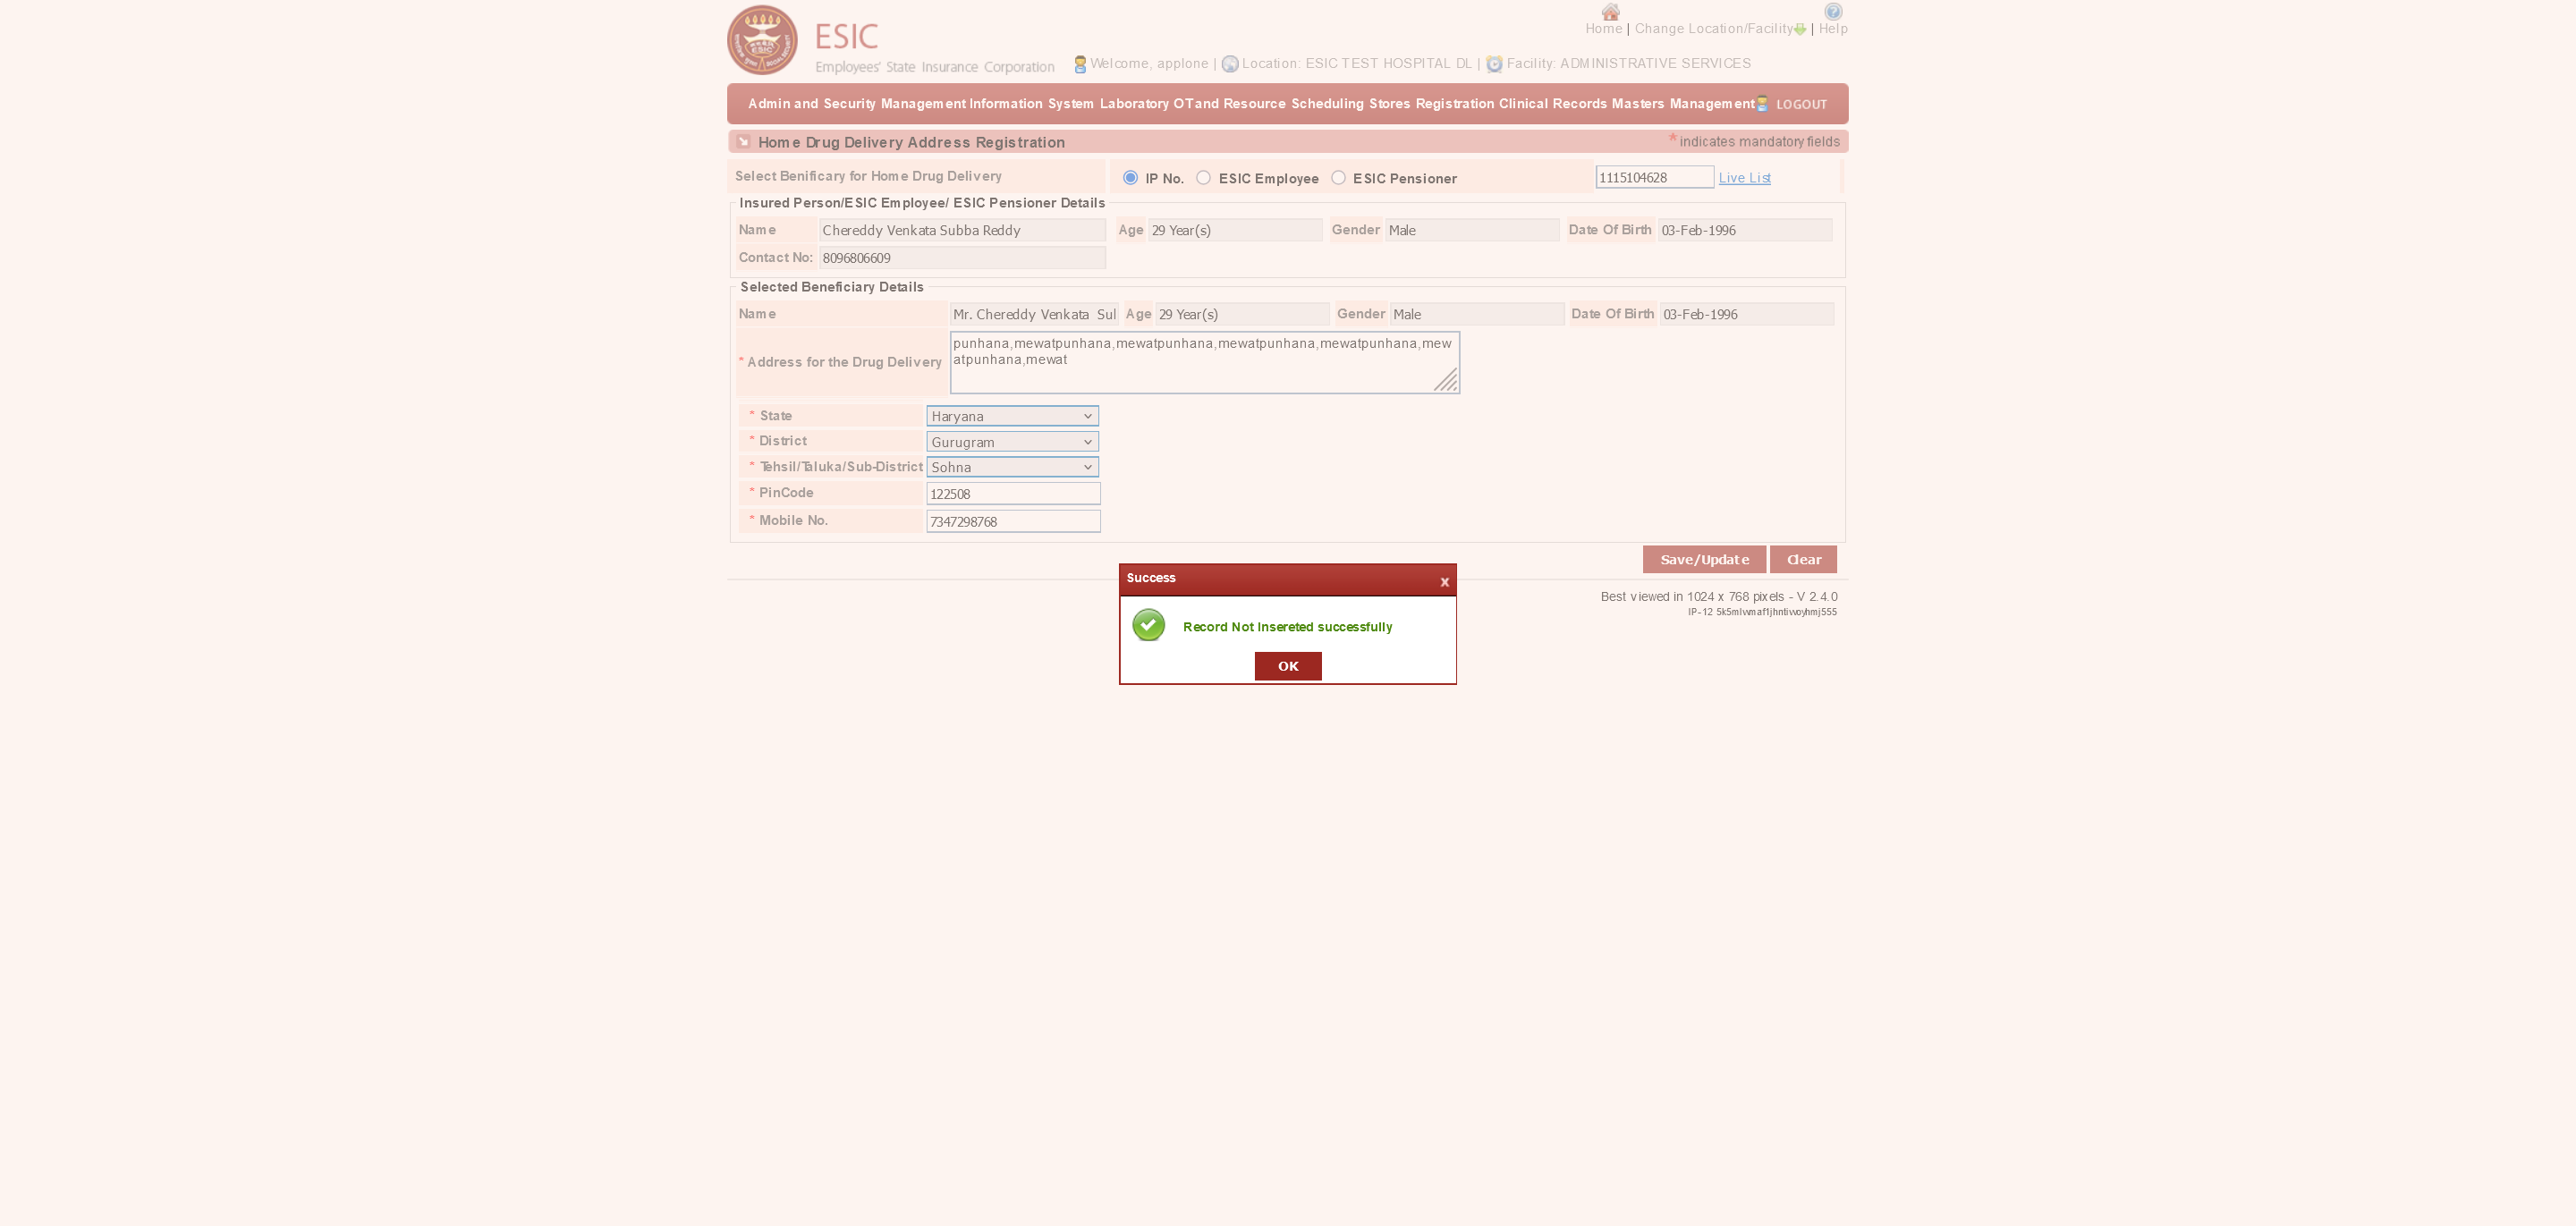 ESIC
Employees' State Insurance Corporation
Home | Change Location/Facility | Help
Welcome, applone | Location: ESIC TEST HOSPITAL DL | Facility: ADMINISTRATIVE SERVICES
Admin and Security Management Information System Laboratory OT and Resource Scheduling Stores Registration Clinical Records Masters Management LOGOUT
Home Drug Delivery Address Registration * indicates mandatory fields
Select Benificary for Home Drug Delivery IP No. ESIC Employee ESIC Pensioner 1115104628 Live List
Insured Person/ESIC Employee/ ESIC Pensioner Details
Name Chereddy Venkata Subba Reddy Age 29 Year(s) Gender Male Date Of Birth 03-Feb-1996
Contact No: 8096806609
Selected Beneficiary Details
Name Mr. Chereddy Venkata Sul Age 29 Year(s) Gender Male Date Of Birth 03-Feb-1996
* Address for the Drug Delivery
punhana,mewatpunhana,mewatpunhana,mewatpunhana,mewatpunhana,mew
atpunhana,mewat
* State Haryana
* District Gurugram
* Tehsil/Taluka/Sub-District Sohna
* PinCode 122508
* Mobile No. 7347298768
Save/Update Clear
Success x
Record Not Insereted successfully
OK
Best viewed in 1024 x 768 pixels - V 2.4.0